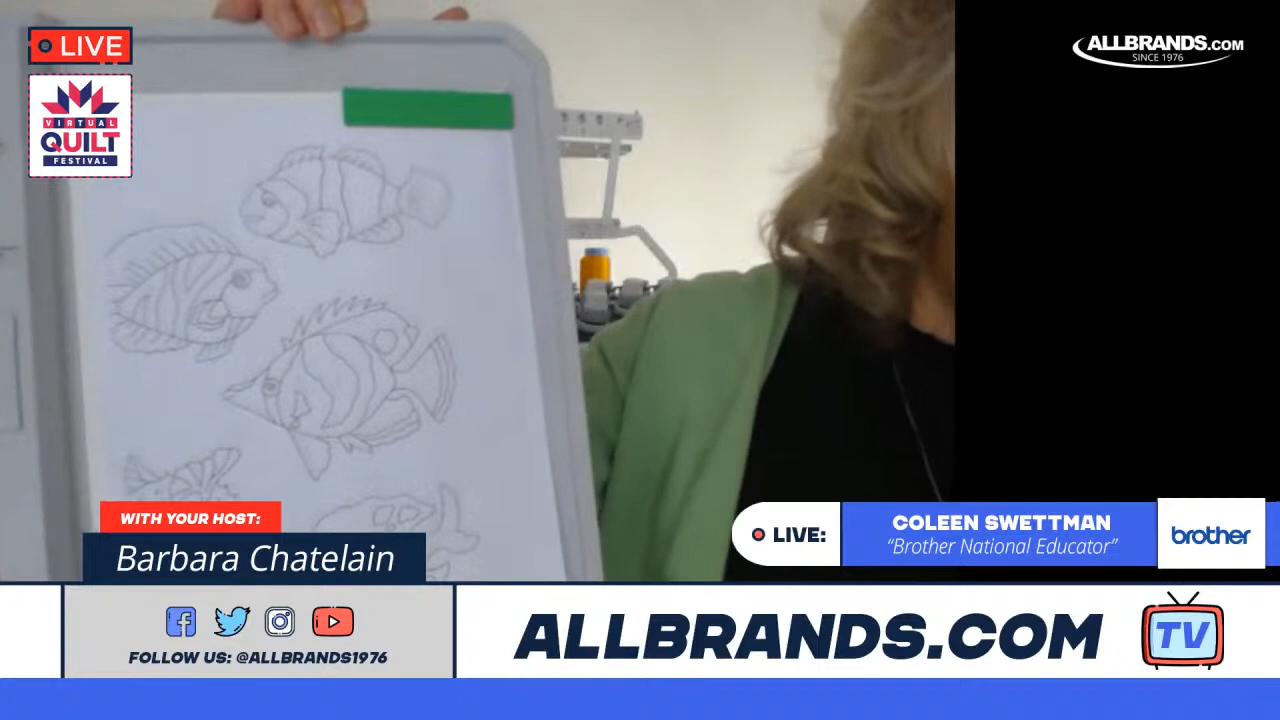 LIVE
VIRTUAL
QUILT
FESTIVAL
ALLBRANDS.COM
SINCE 1976
WITH YOUR HOST:
Barbara Chatelain
LIVE:
COLEEN SWETTMAN
“Brother National Educator”
brother
FOLLOW US: @ALLBRANDS1976
ALLBRANDS.COM
TV